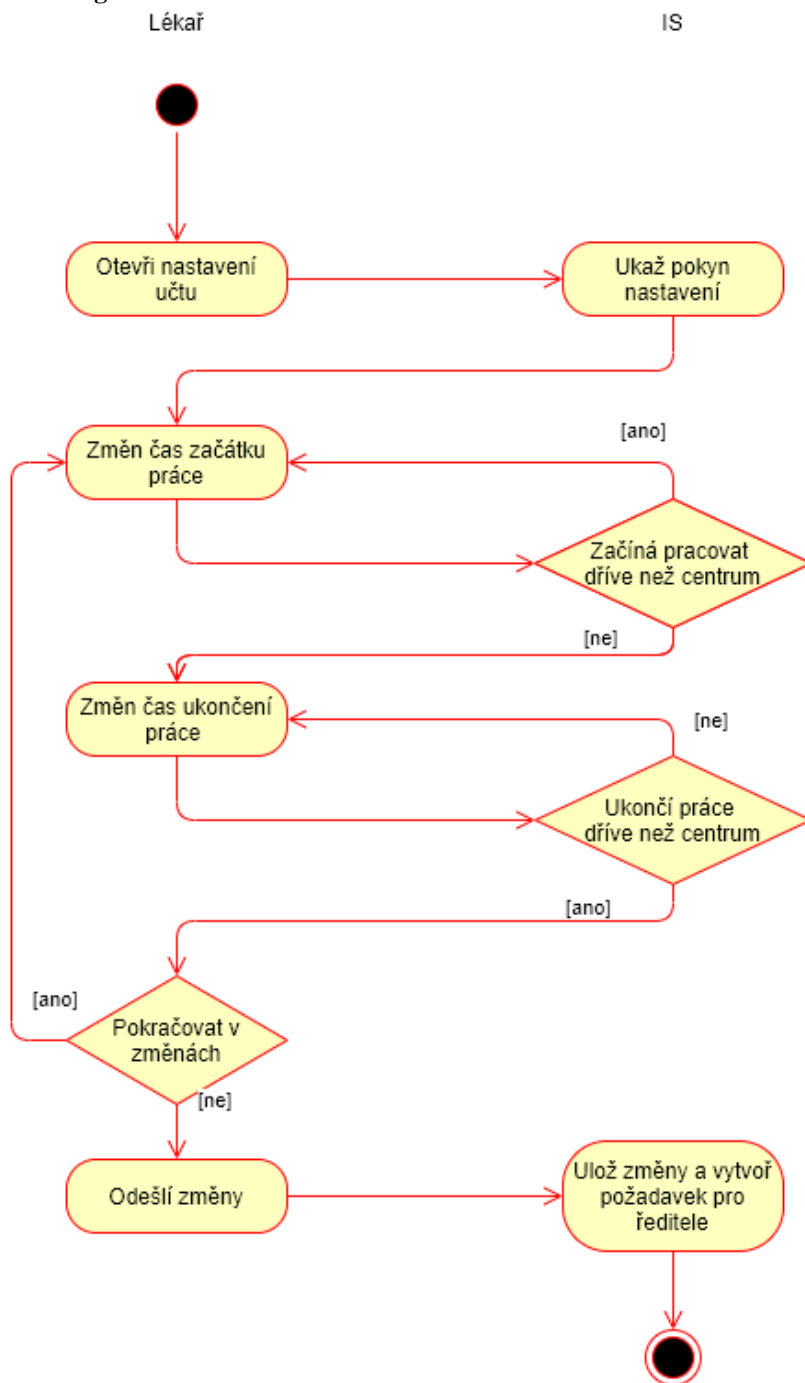 Lékař
IS
Otevři nastavení
učtu
Ukaž pokyn
nastavení
[ano]
Změn čas začátku
práce
Začíná pracovat
dříve než centrum
[ne]
Změn čas ukončení
práce
[ne]
Ukončí práce
dříve než centrum
[ano]
[ano]
Pokračovat v
změnách
[ne]
Odešlí změny
Ulož změny a vytvoř
požadavek pro
ředitele